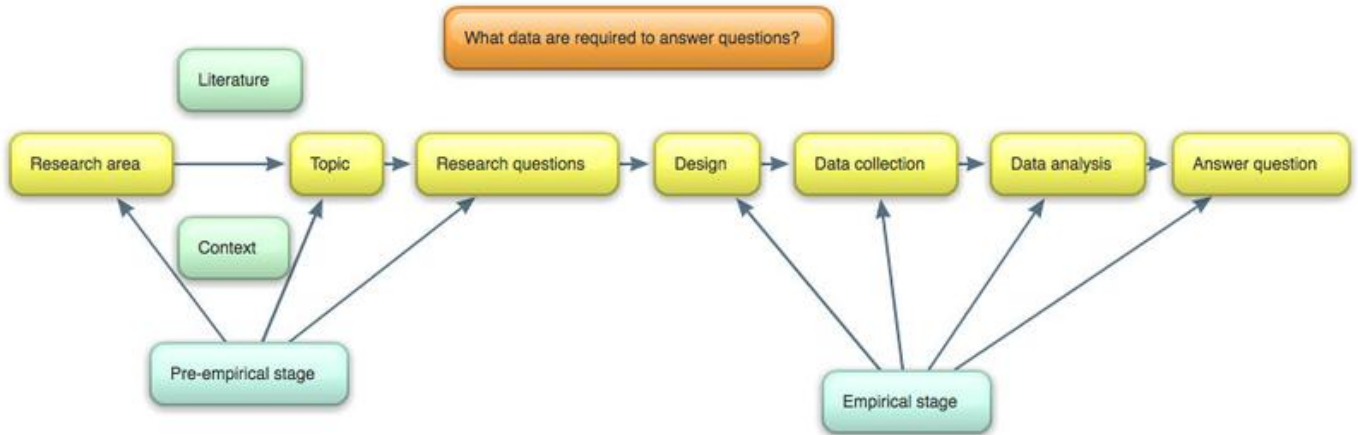 What data are required to answer questions?
Literature
Research area
Topic
Research questions
Design
Data collection
Data analysis
Answer question
Context
Pre-empirical stage
Empirical stage